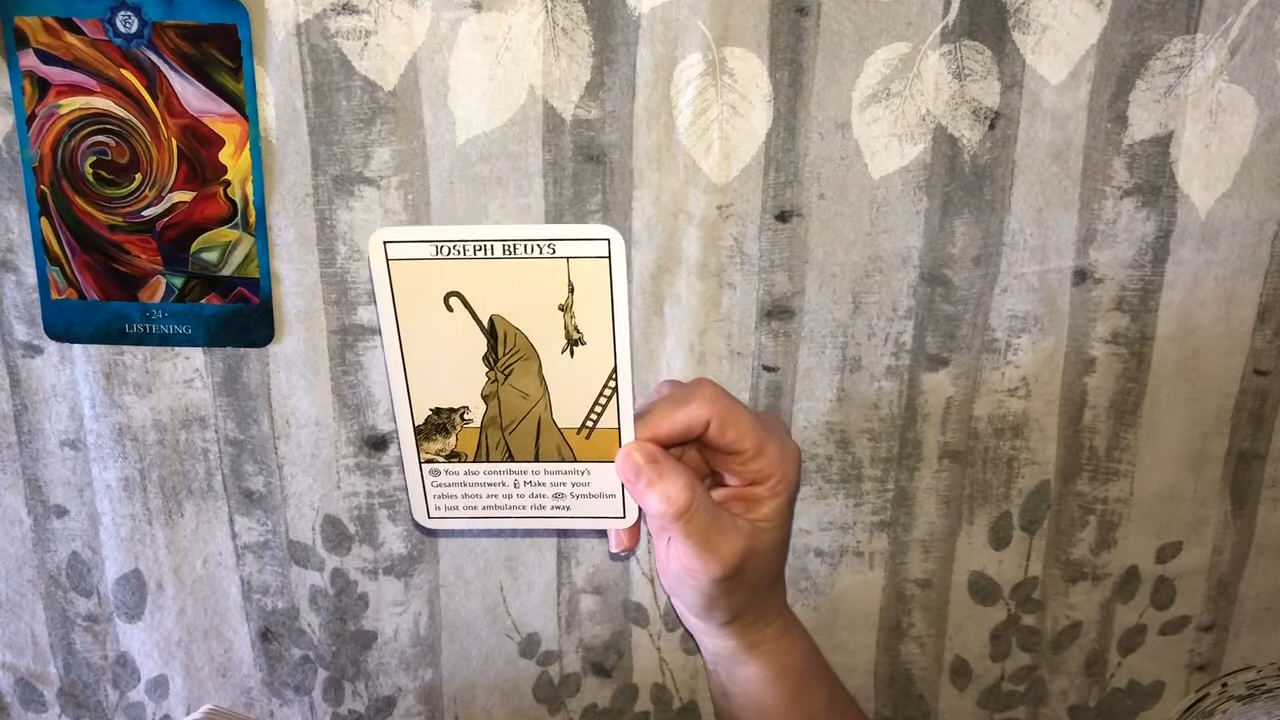 ·24·
LISTENING
JOSEPH BEUYS
You also contribute to humanity's
Gesamtkunstwerk. Make sure your
rabies shots are up to date. Symbolism
is just one ambulance ride away.